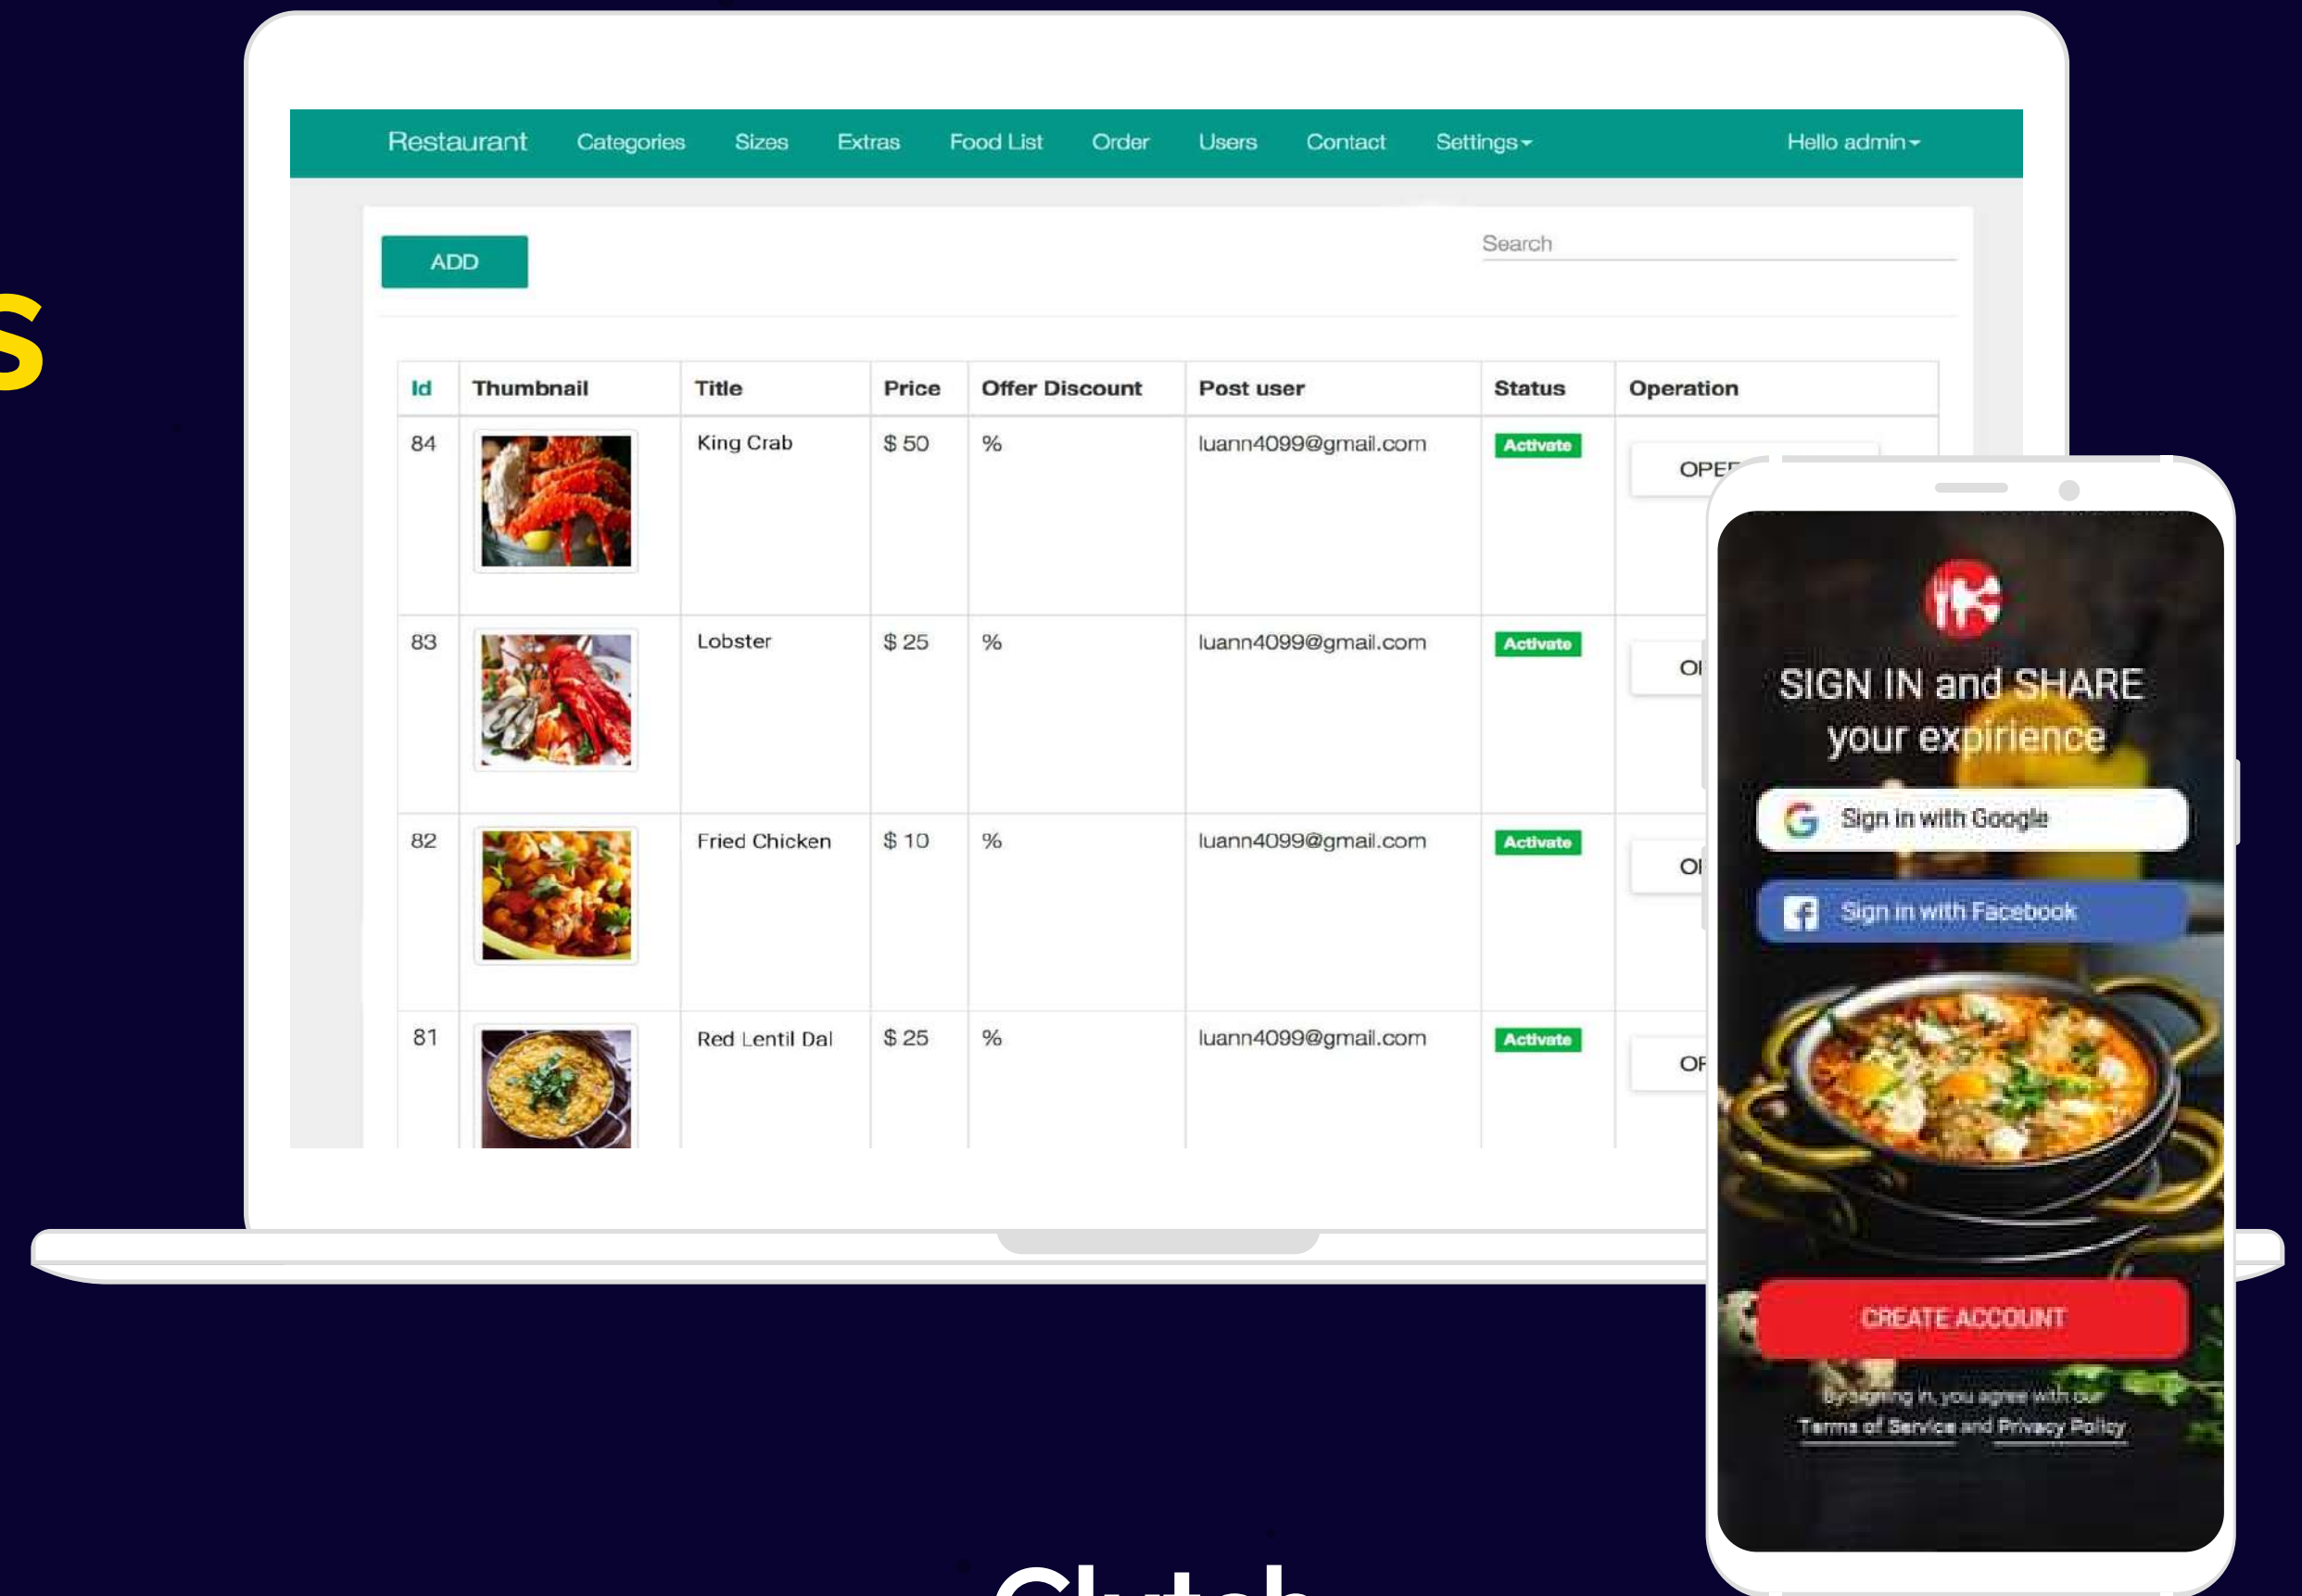 Restaurant Categories Sizes Extras Food List Order Users Contact Settings Hello admin
ADD
Search
s
Id Thumbnail Title Price Offer Discount Post user Status Operation
84 King Crab $ 50 % luann4099@gmail.com Activate
83 Lobster $ 25 % luann4099@gmail.com Activate
82 Fried Chicken $ 10 % luann4099@gmail.com Activate
81 Red Lentil Dal $ 25 % luann4099@gmail.com Activate
SIGN IN and SHARE
your expirience
G Sign in with Google
f Sign in with Facebook
CREATE ACCOUNT
By signing in, you agree with our
Terms of Service and Privacy Policy